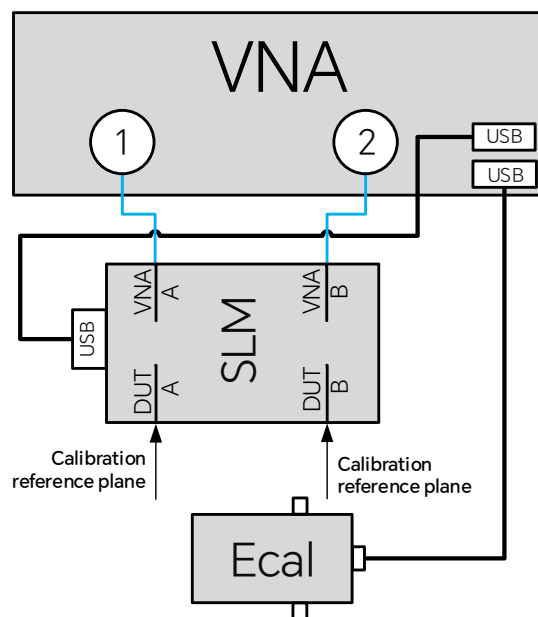 VNA
1
2
USB
USB
VNA
A
VNA
B
USB
SLM
DUT
A
DUT
B
Calibration
reference plane
Calibration
reference plane
Ecal